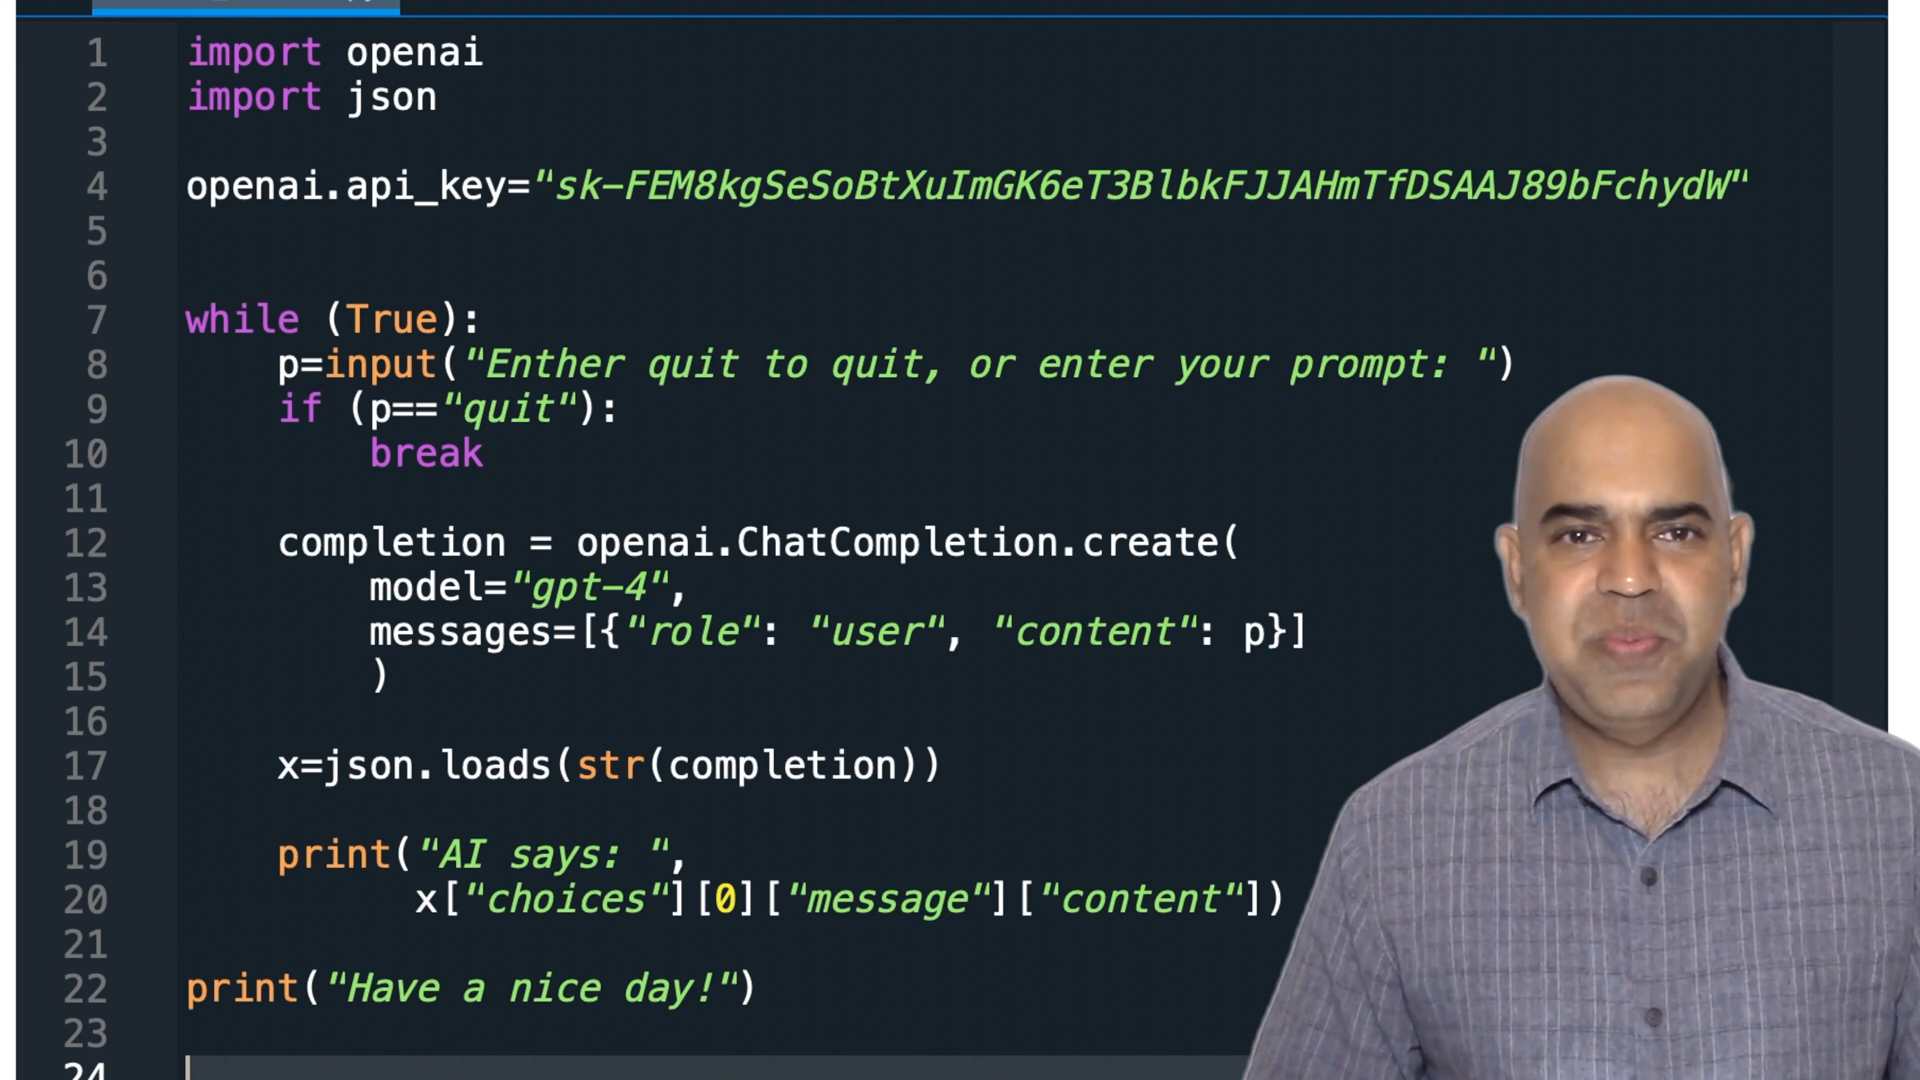 1 import openai
2 import json
3
4 openai.api_key="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"
5
6
7 while (True):
8     p=input("Enther quit to quit, or enter your prompt: ")
9     if (p=="quit"):
10         break
11
12     completion = openai.ChatCompletion.create(
13         model="gpt-4",
14         messages=[{"role": "user", "content": p}]
15         )
16
17     x=json.loads(str(completion))
18
19     print("AI says: ",
20           x["choices"][0]["message"]["content"])
21
22 print("Have a nice day!")
23
24